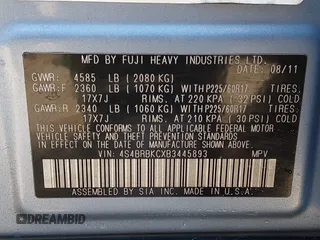 MFD BY FUJI HEAVY INDUSTRIES LTD.
08/11
GVWR: 4585 LB (2080 KG)
GAWR:F 2360 LB (1070 KG) WITH P225/60R17 TIRES,
17X7J RIMS, AT 220 KPA (32 PSI) COLD
GAWR:R 2340 LB (1060 KG) WITH P225/60R17 TIRES,
17X7J RIMS, AT 210 KPA (30 PSI) COLD
THIS VEHICLE CONFORMS TO ALL APPLICABLE
FEDERAL MOTOR VEHICLE SAFETY, BUMPER,
AND THEFT PREVENTION STANDARDS
IN EFFECT ON THE DATE OF
MANUFACTURE SHOWN ABOVE.
VIN: 4S4BRBKCXB3445893 MPV
ASSEMBLED BY SIA INC. MADE IN U.S.A.
DREAMBID